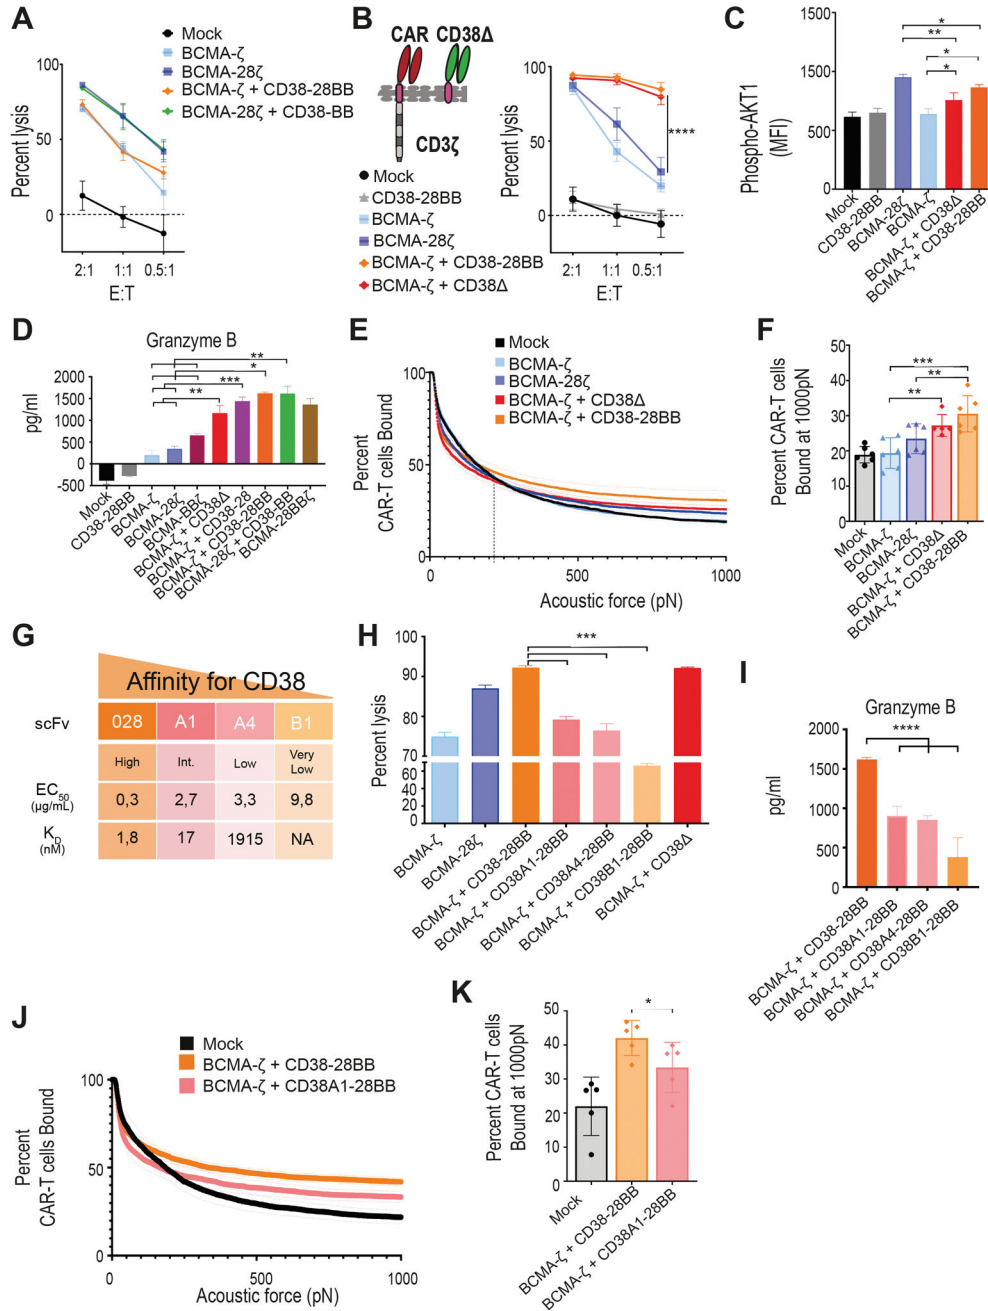 A
Mock
BCMA-ζ
BCMA-28ζ
BCMA-ζ + CD38-28BB
BCMA-28ζ + CD38-BB
Percent lysis
100
50
0
2:1
1:1
0.5:1
E:T
B
CAR
CD38Δ
CD3ζ
Mock
CD38-28BB
BCMA-ζ
BCMA-28ζ
BCMA-ζ + CD38-28BB
BCMA-ζ + CD38Δ
Percent lysis
100
50
0
****
2:1
1:1
0.5:1
E:T
C
Phospho-AKT1
(MFI)
1500
1500
500
0
*
**
*
*
Mock
CD38-28BB
BCMA-28ζ
BCMA-ζ
BCMA-ζ + CD38Δ
BCMA-ζ + CD38-28BB
D
Granzyme B
pg/ml
2000
1500
1000
500
0
-500
**
*
***
**
Mock
CD38-28BB
BCMA-ζ
BCMA-28ζ
BCMA-BBζ
BCMA-ζ + CD38Δ
BCMA-ζ + CD38-28
BCMA-ζ + CD38-28BB
BCMA-28ζ + CD38-BB
BCMA-28BBζ
E
Mock
BCMA-ζ
BCMA-28ζ
BCMA-ζ + CD38Δ
BCMA-ζ + CD38-28BB
Percent
CAR-T cells Bound
100
50
0
0
500
1000
Acoustic force (pN)
F
Percent CAR-T cells
Bound at 1000pN
50
40
30
20
10
0
***
**
**
Mock
BCMA-ζ
BCMA-28ζ
BCMA-ζ + CD38Δ
BCMA-ζ + CD38-28BB
G
Affinity for CD38
scFv 028 A1 A4 B1
High Int. Low Very
Low
EC50 0,3 2,7 3,3 9,8
(µg/mL)
KD 1,8 17 1915 NA
(nM)
H
Percent lysis
100
90
80
70
60
40
20
0
***
BCMA-ζ
BCMA-28ζ
BCMA-ζ + CD38-28BB
BCMA-ζ + CD38A1-28BB
BCMA-ζ + CD38A4-28BB
BCMA-ζ + CD38B1-28BB
BCMA-ζ + CD38Δ
I
Granzyme B
pg/ml
2000
1500
1000
500
0
****
BCMA-ζ + CD38-28BB
BCMA-ζ + CD38A1-28BB
BCMA-ζ + CD38A4-28BB
BCMA-ζ + CD38B1-28BB
J
Mock
BCMA-ζ + CD38-28BB
BCMA-ζ + CD38A1-28BB
Percent
CAR-T cells Bound
100
50
0
0
500
1000
Acoustic force (pN)
K
Percent CAR-T cells
Bound at 1000pN
50
40
30
20
10
0
*
Mock
BCMA-ζ + CD38-28BB
BCMA-ζ + CD38A1-28BB